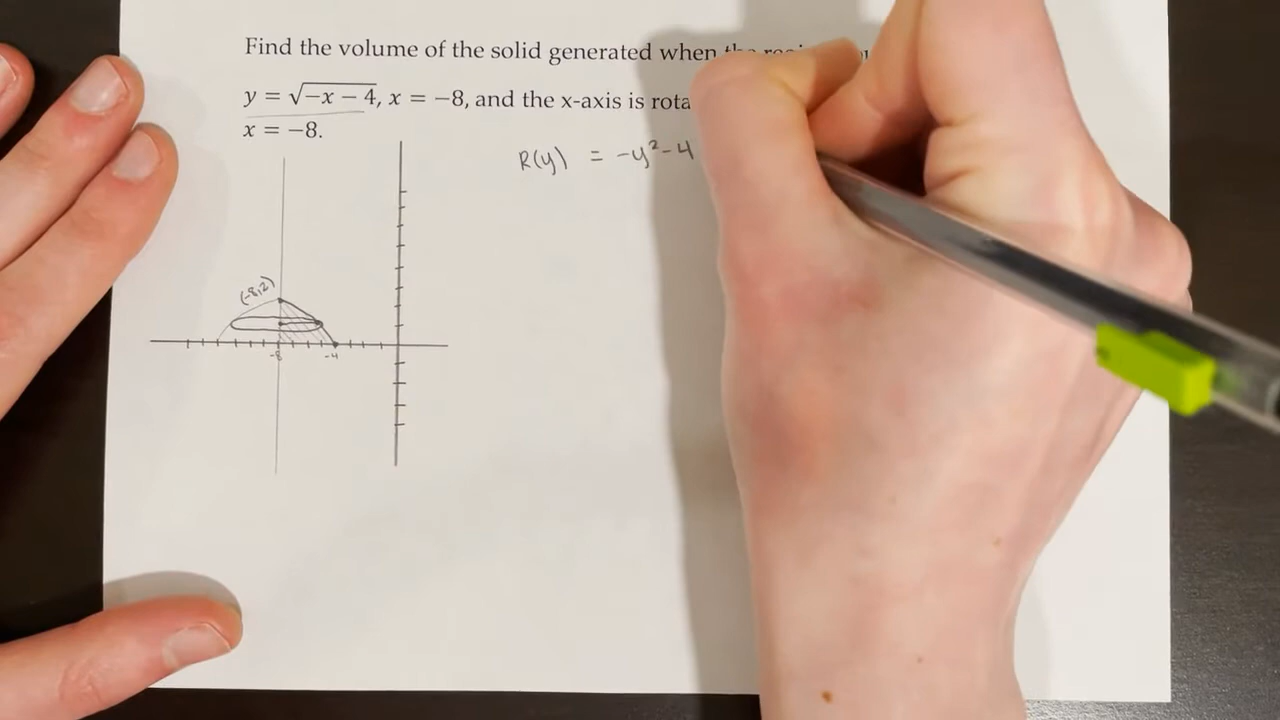 Find the volume of the solid generated when
y = √(−x − 4), x = −8, and the x-axis is
x = −8.
R(y) = -y² - 4
(-8,2)
-8 -4